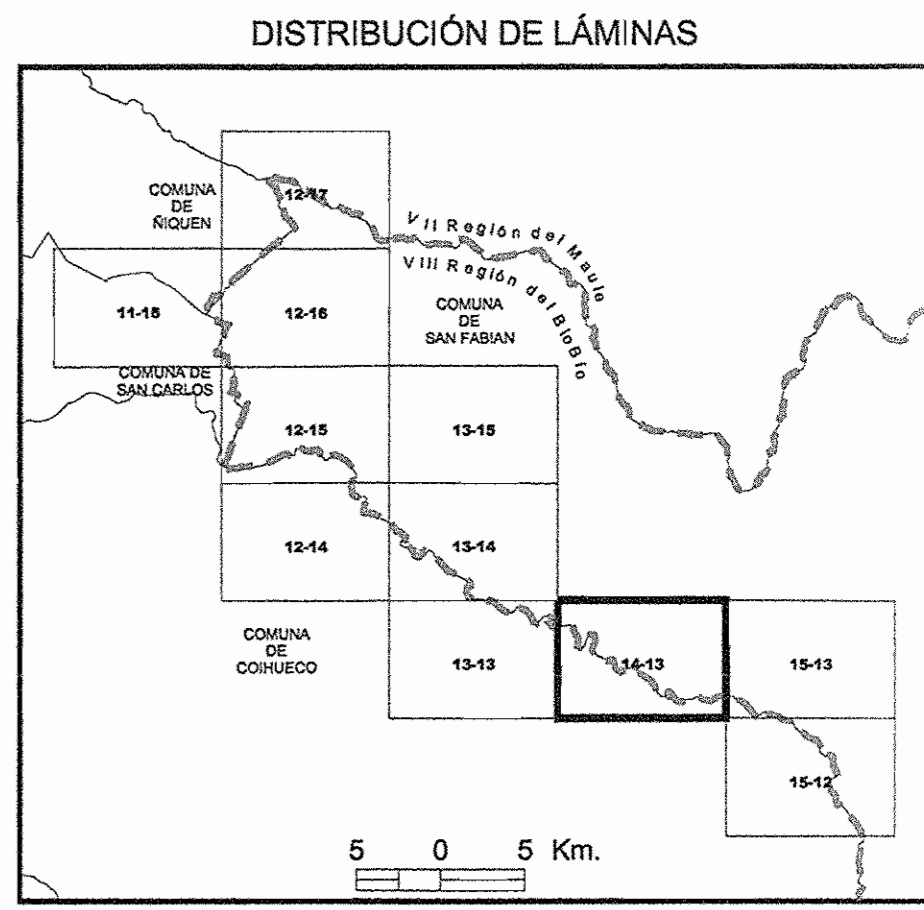 DISTRIBUCIÓN DE LÁMINAS
12-17
COMUNA
DE
ÑIQUEN
VII Región del Maule
VIII Región del BíoBío
11-16
12-16
COMUNA
DE
SAN FABIAN
COMUNA DE
SAN CARLOS
12-15
13-15
12-14
13-14
COMUNA
DE
COIHUECO
13-13
14-13
15-13
15-12
5 0 5 Km.